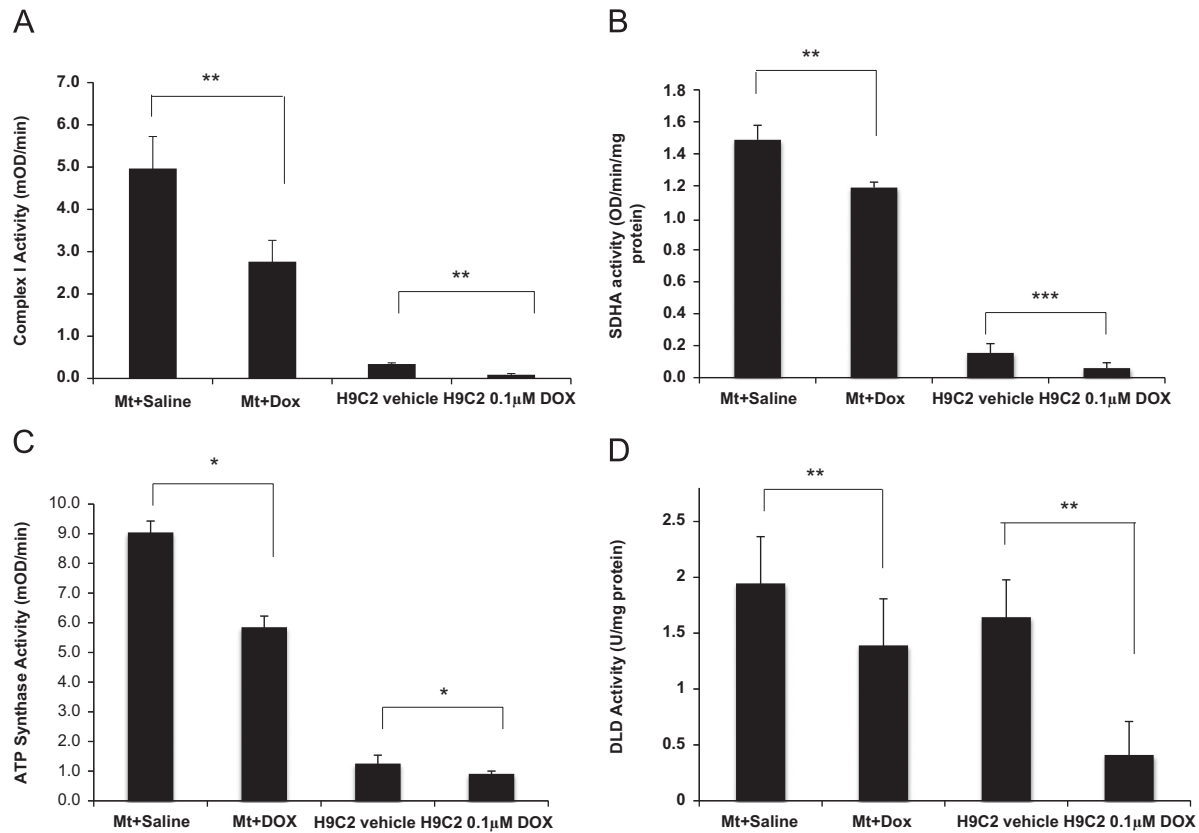 A
Complex I Activity (mOD/min)
7.0
6.0
5.0
4.0
3.0
2.0
1.0
0.0
**
**
Mt+Saline
Mt+Dox
H9C2 vehicle
H9C2 0.1μM DOX
B
SDHA activity (OD/min/mg
protein)
1.8
1.6
1.4
1.2
1.0
0.8
0.6
0.4
0.2
0.0
**
***
Mt+Saline
Mt+Dox
H9C2 vehicle
H9C2 0.1μM DOX
C
ATP Synthase Activity (mOD/min)
10.0
9.0
8.0
7.0
6.0
5.0
4.0
3.0
2.0
1.0
0.0
*
*
Mt+Saline
Mt+DOX
H9C2 vehicle
H9C2 0.1μM DOX
D
DLD Activity (U/mg protein)
2.5
2
1.5
1
0.5
0
**
**
Mt+Saline
Mt+Dox
H9C2 vehicle
H9C2 0.1μM DOX